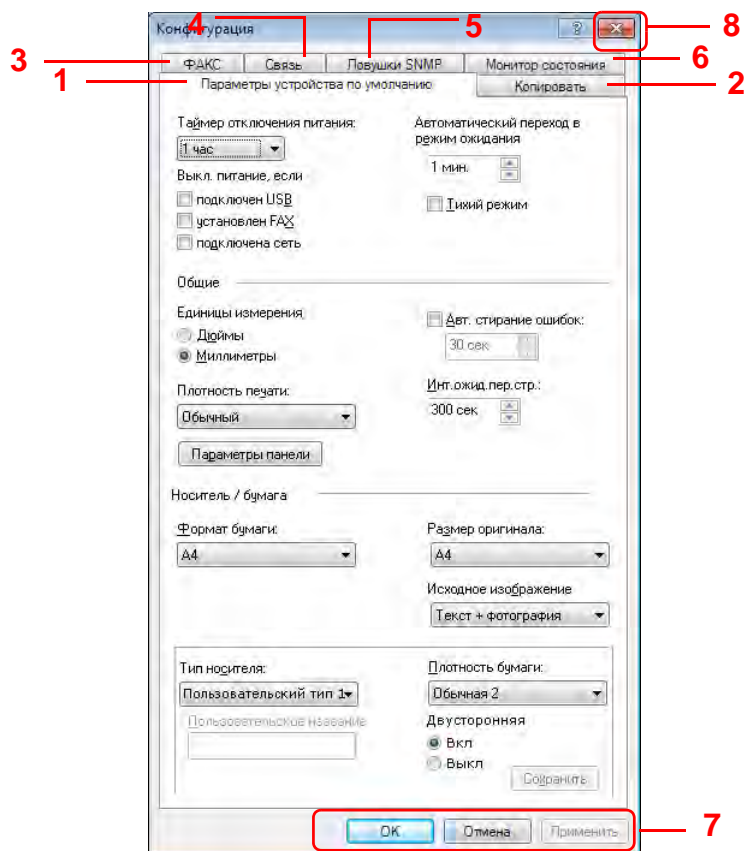 Конфигурация
4
5
8
3
ФАКС
Связь
Ловушки SNMP
Монитор состояния
6
1
Параметры устройства по умолчанию
Копировать
2
Таймер отключения питания:
Автоматический переход в
режим ожидания
1 час
1 мин.
Выкл. питание, если
подключен USB
Тихий режим
установлен FAX
подключена сеть
Общие
Единицы измерения
Авт. стирание ошибок:
Дюймы
30 сек
Миллиметры
Плотность печати:
Инт.ожид.пер.стр.:
Обычный
300 сек
Параметры панели
Носитель / бумага
Формат бумаги:
Размер оригинала:
A4
A4
Исходное изображение
Текст + фотография
Тип носителя:
Плотность бумаги:
Пользовательский тип 1
Обычная 2
Пользовательское название
Двусторонняя
Вкл
Выкл
Сохранить
OK
Отмена
Применить
7